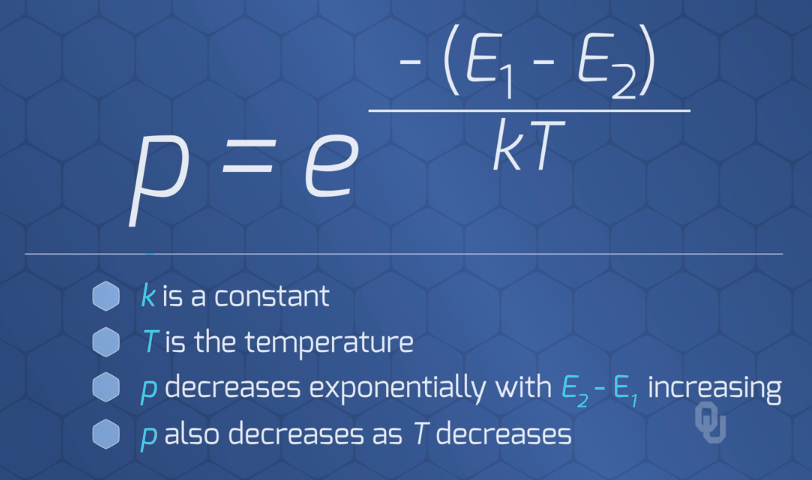 p = e^{\frac{-(E_1 - E_2)}{kT}}
k is a constant
T is the temperature
p decreases exponentially with E_2 - E_1 increasing
p also decreases as T decreases
OU